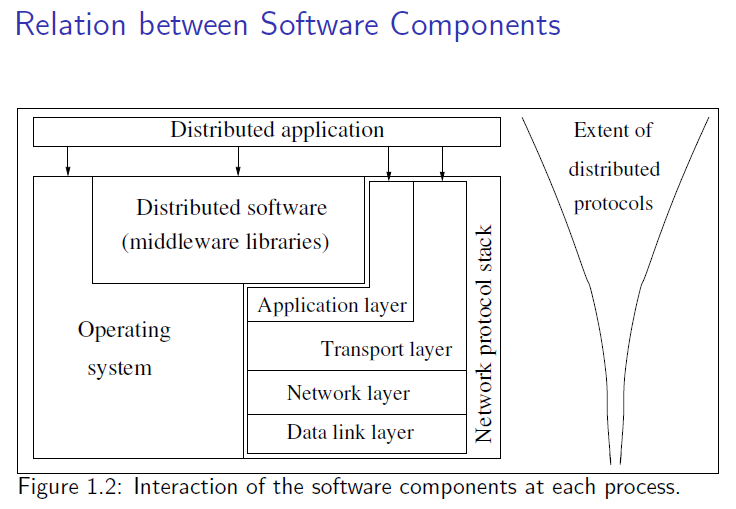 Relation between Software Components
Distributed application
Extent of
distributed
protocols
Distributed software
(middleware libraries)
Network protocol stack
Application layer
Operating
system
Transport layer
Network layer
Data link layer
Figure 1.2: Interaction of the software components at each process.